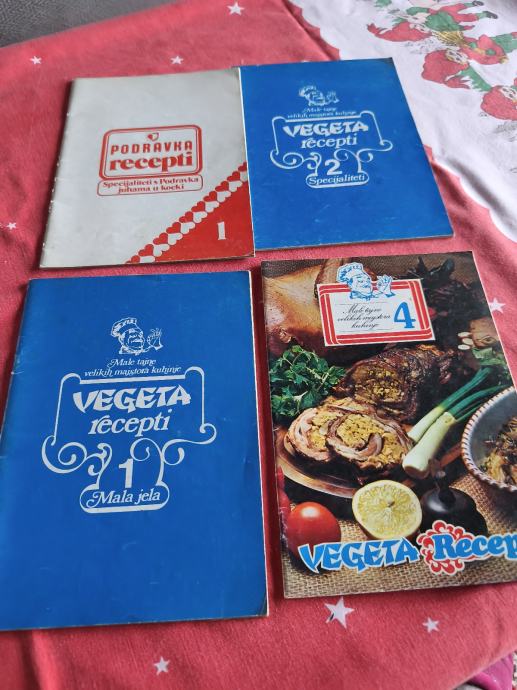 PODRAVKA
recepti
Specijaliteti s Podravka
juhama u kocki
1
Male tajne
velikih majstora kuhinje
VEGETA
recepti
2
Specijaliteti
Male tajne
velikih majstora kuhinje
VEGETA
recepti
1
Mala jela
Male tajne
velikih majstora
kuhinje
4
VEGETA Recep